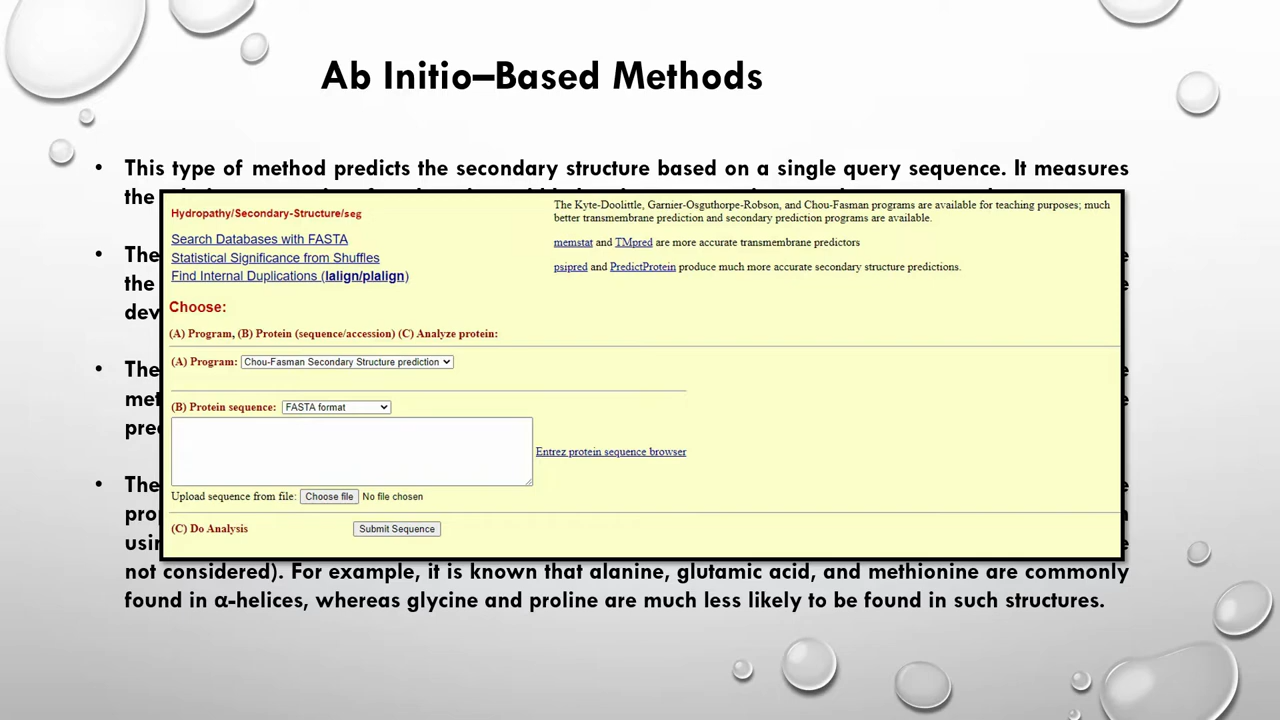 Ab Initio–Based Methods
• This type of method predicts the secondary structure based on a single query sequence. It measures
the
Hydropathy/Secondary-Structure/seg
The Kyte-Doolittle, Garnier-Osguthorpe-Robson, and Chou-Fasman programs are available for teaching purposes; much
better transmembrane prediction and secondary prediction programs are available.
Search Databases with FASTA
memstat and TMpred are more accurate transmembrane predictors
Statistical Significance from Shuffles
psipred and PredictProtein produce much more accurate secondary structure predictions.
Find Internal Duplications (lalign/plalign)
Choose:
(A) Program, (B) Protein (sequence/accession) (C) Analyze protein:
(A) Program: Chou-Fasman Secondary Structure prediction
(B) Protein sequence: FASTA format
Entrez protein sequence browser
Upload sequence from file: Choose file No file chosen
(C) Do Analysis Submit Sequence
• The
the
• The
• The
not considered). For example, it is known that alanine, glutamic acid, and methionine are commonly
found in α-helices, whereas glycine and proline are much less likely to be found in such structures.